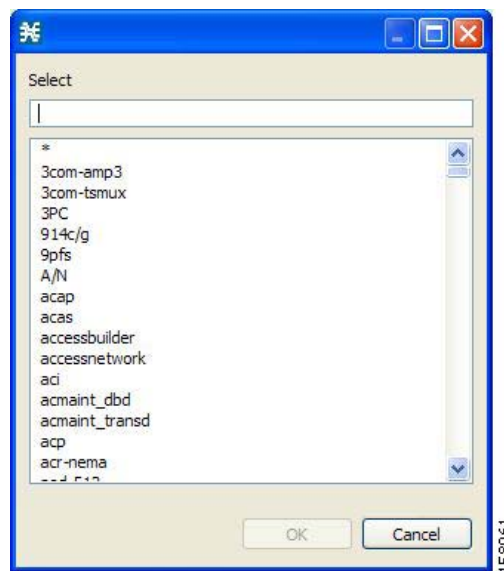 Select
*
3com-amp3
3com-tsmux
3PC
914c/g
9pfs
A/N
acap
acas
accessbuilder
accessnetwork
aci
acmaint_dbd
acmaint_transd
acp
acr-nema
OK
Cancel